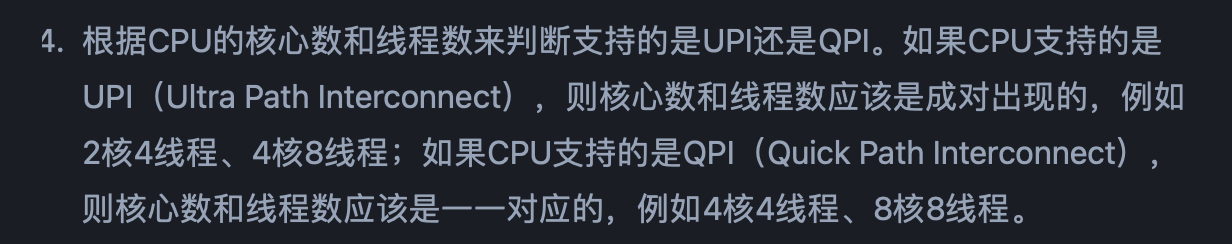 4. 根据CPU的核心数和线程数来判断支持的是UPI还是QPI。如果CPU支持的是
UPI（Ultra Path Interconnect），则核心数和线程数应该是成对出现的，例如
2核4线程、4核8线程；如果CPU支持的是QPI（Quick Path Interconnect），
则核心数和线程数应该是一一对应的，例如4核4线程、8核8线程。